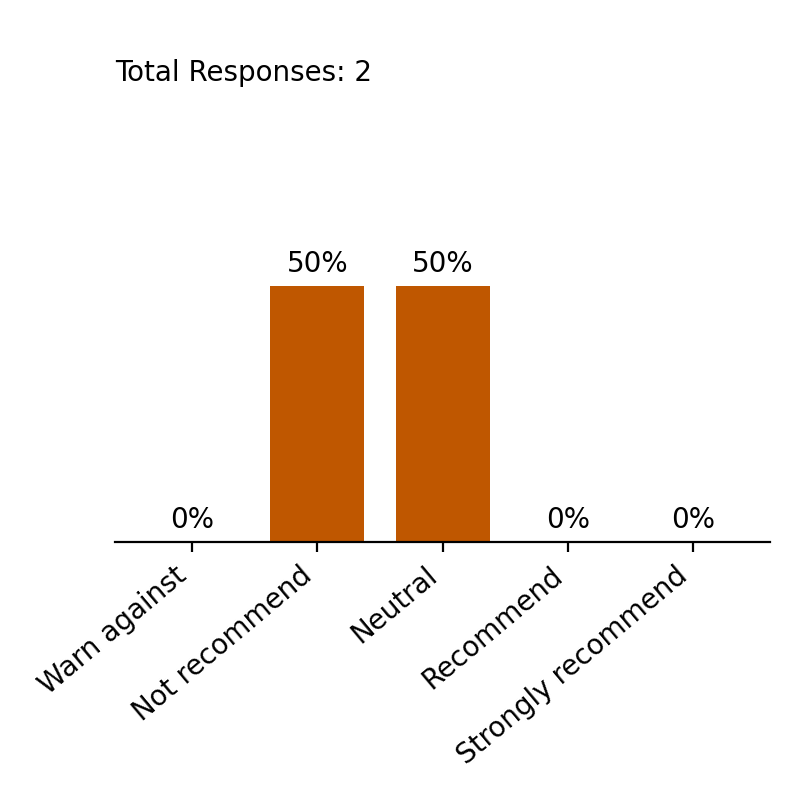 Total Responses: 2
50% 50%
0% 0% 0%
Warn against
Not recommend
Neutral
Recommend
Strongly recommend